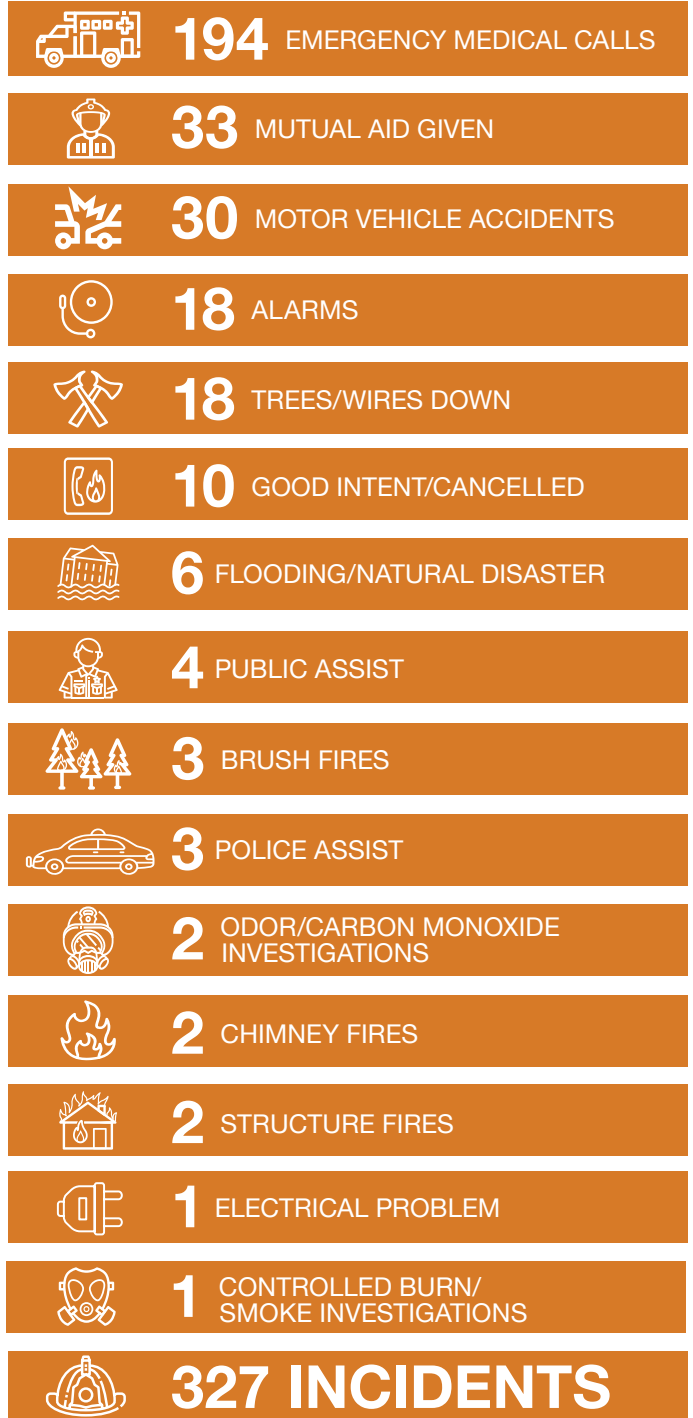 194 EMERGENCY MEDICAL CALLS
33 MUTUAL AID GIVEN
30 MOTOR VEHICLE ACCIDENTS
18 ALARMS
18 TREES/WIRES DOWN
10 GOOD INTENT/CANCELLED
6 FLOODING/NATURAL DISASTER
4 PUBLIC ASSIST
3 BRUSH FIRES
3 POLICE ASSIST
2 ODOR/CARBON MONOXIDE
INVESTIGATIONS
2 CHIMNEY FIRES
2 STRUCTURE FIRES
1 ELECTRICAL PROBLEM
1 CONTROLLED BURN/
SMOKE INVESTIGATIONS
327 INCIDENTS